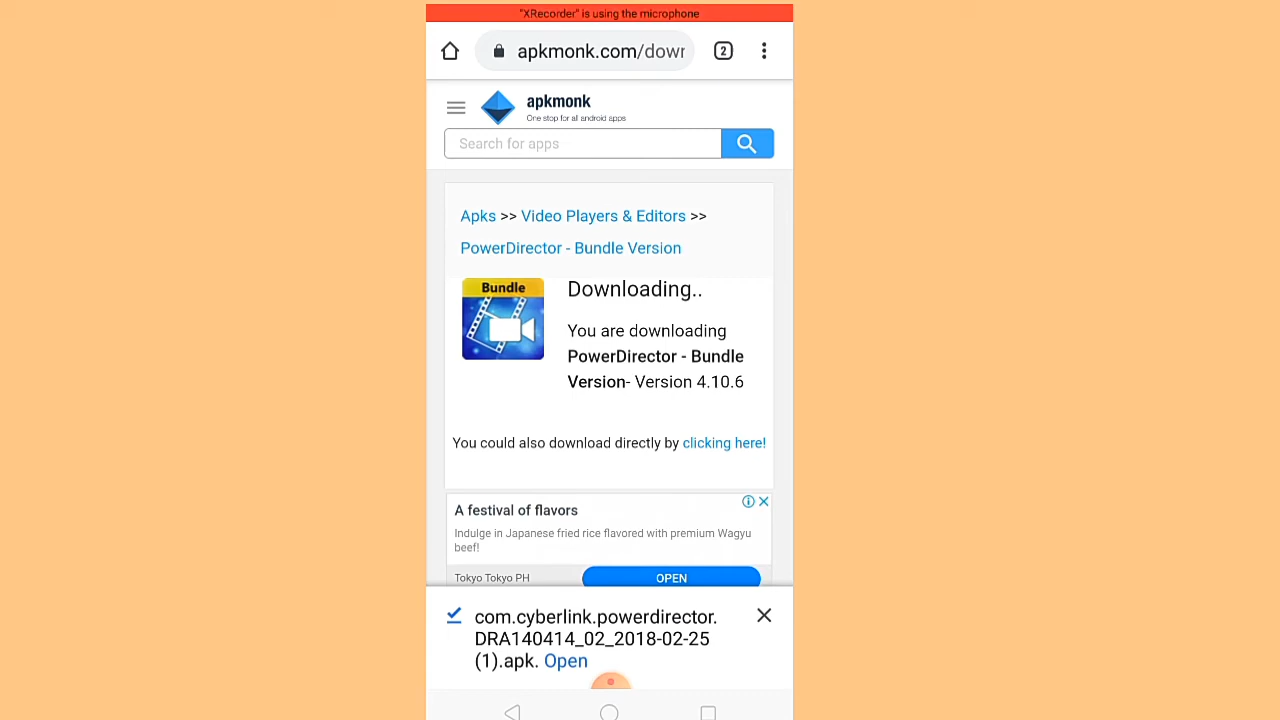 "XRecorder" is using the microphone
apkmonk.com/dowr
2
apkmonk
One stop for all android apps
Search for apps
Apks >> Video Players & Editors >>
PowerDirector - Bundle Version
Bundle
Downloading..
You are downloading
PowerDirector - Bundle
Version- Version 4.10.6
You could also download directly by clicking here!
A festival of flavors
Indulge in Japanese fried rice flavored with premium Wagyu
beef!
Tokyo Tokyo PH
OPEN
com.cyberlink.powerdirector.
DRA140414_02_2018-02-25
(1).apk. Open